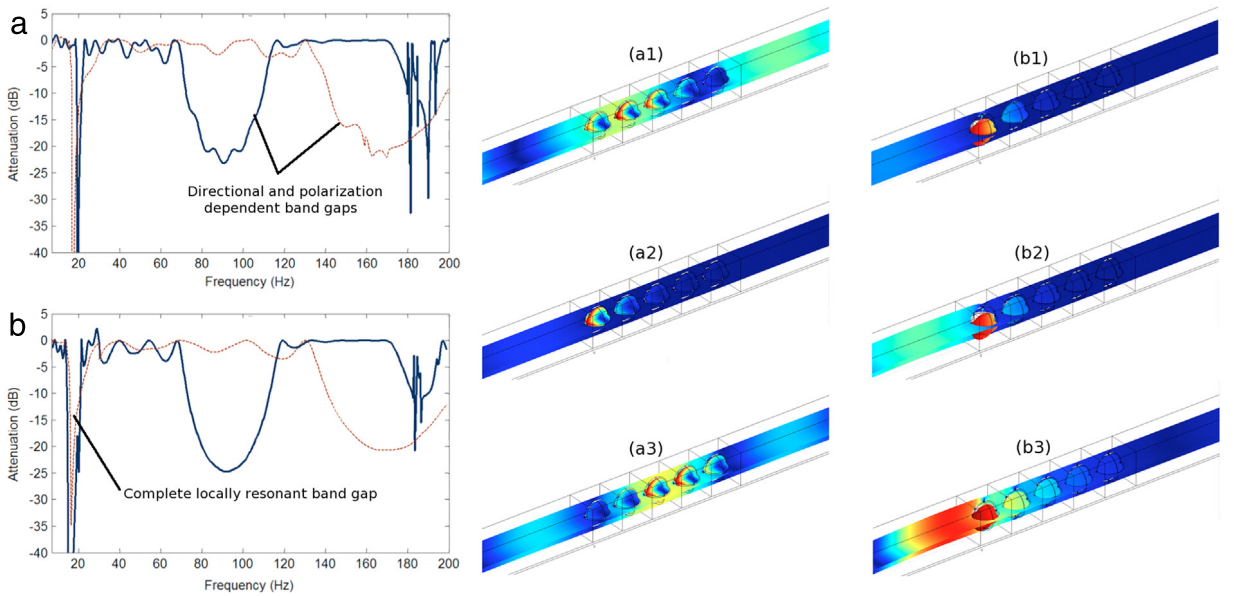 a
5
0
-5
-10
-15
-20
-25
-30
-35
-40
Attenuation (dB)
20 40 60 80 100 120 140 160 180 200
Frequency (Hz)
Directional and polarization
dependent band gaps
b
5
0
-5
-10
-15
-20
-25
-30
-35
-40
Attenuation (dB)
20 40 60 80 100 120 140 160 180 200
Frequency (Hz)
Complete locally resonant band gap
(a1)
(a2)
(a3)
(b1)
(b2)
(b3)